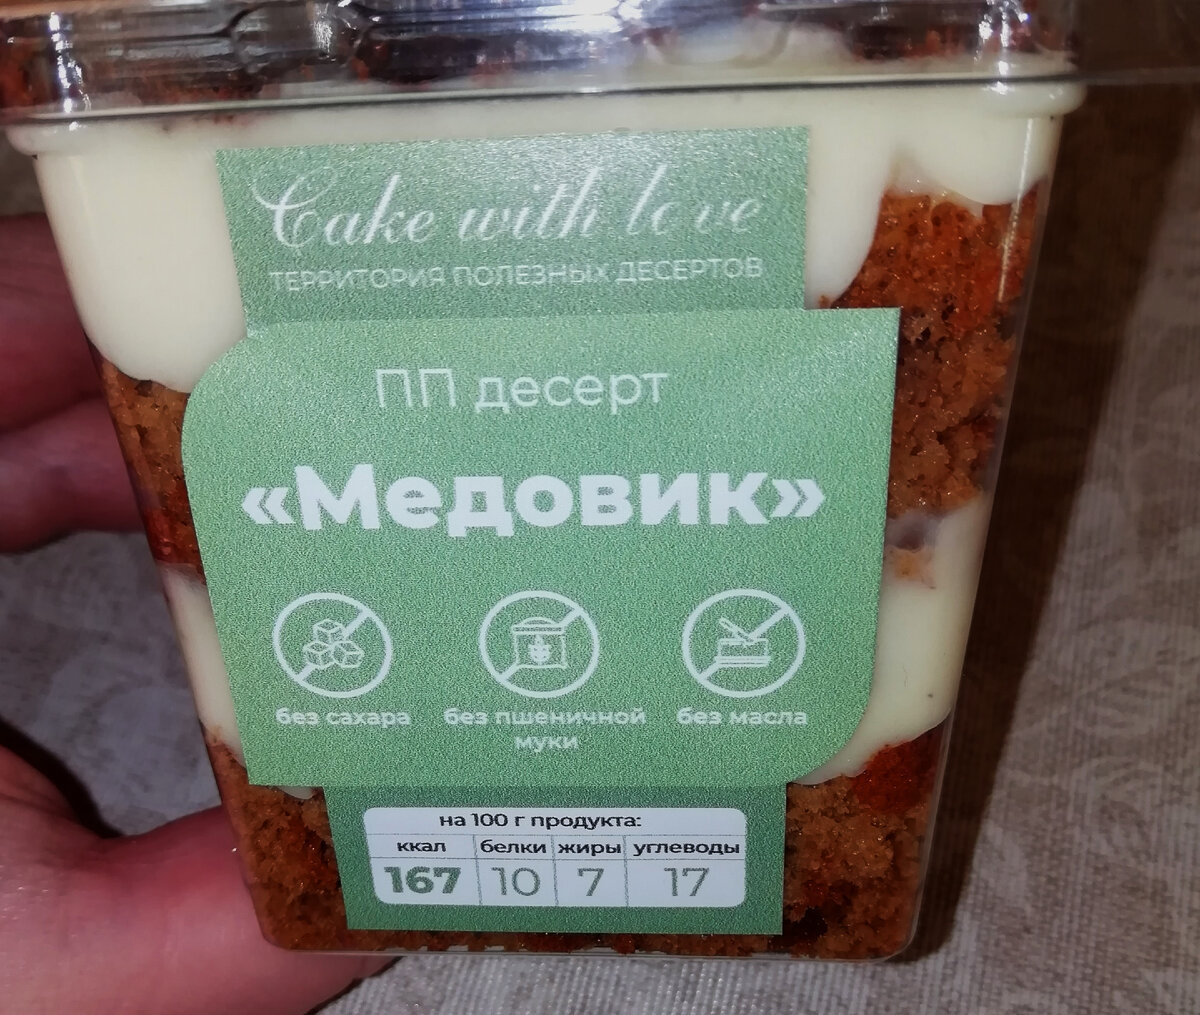 Cake with love
ТЕРРИТОРИЯ ПОЛЕЗНЫХ ДЕСЕРТОВ
ПП десерт
«Медовик»
без сахара без пшеничной муки без масла
на 100 г продукта:
ккал белки жиры углеводы
167 10 7 17